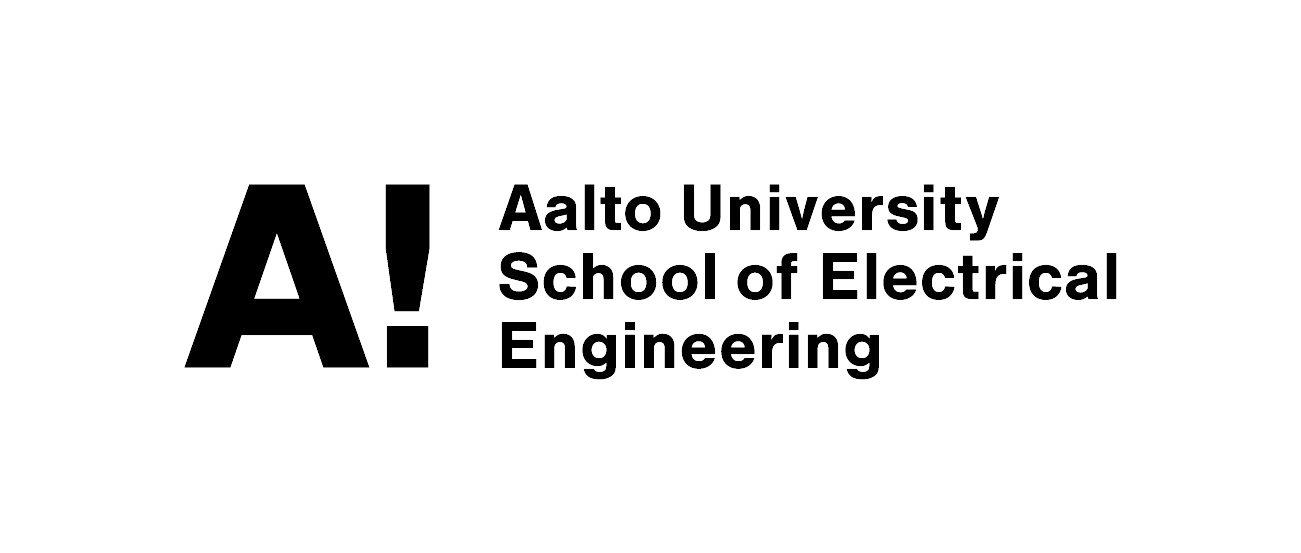 A! Aalto University
School of Electrical
Engineering